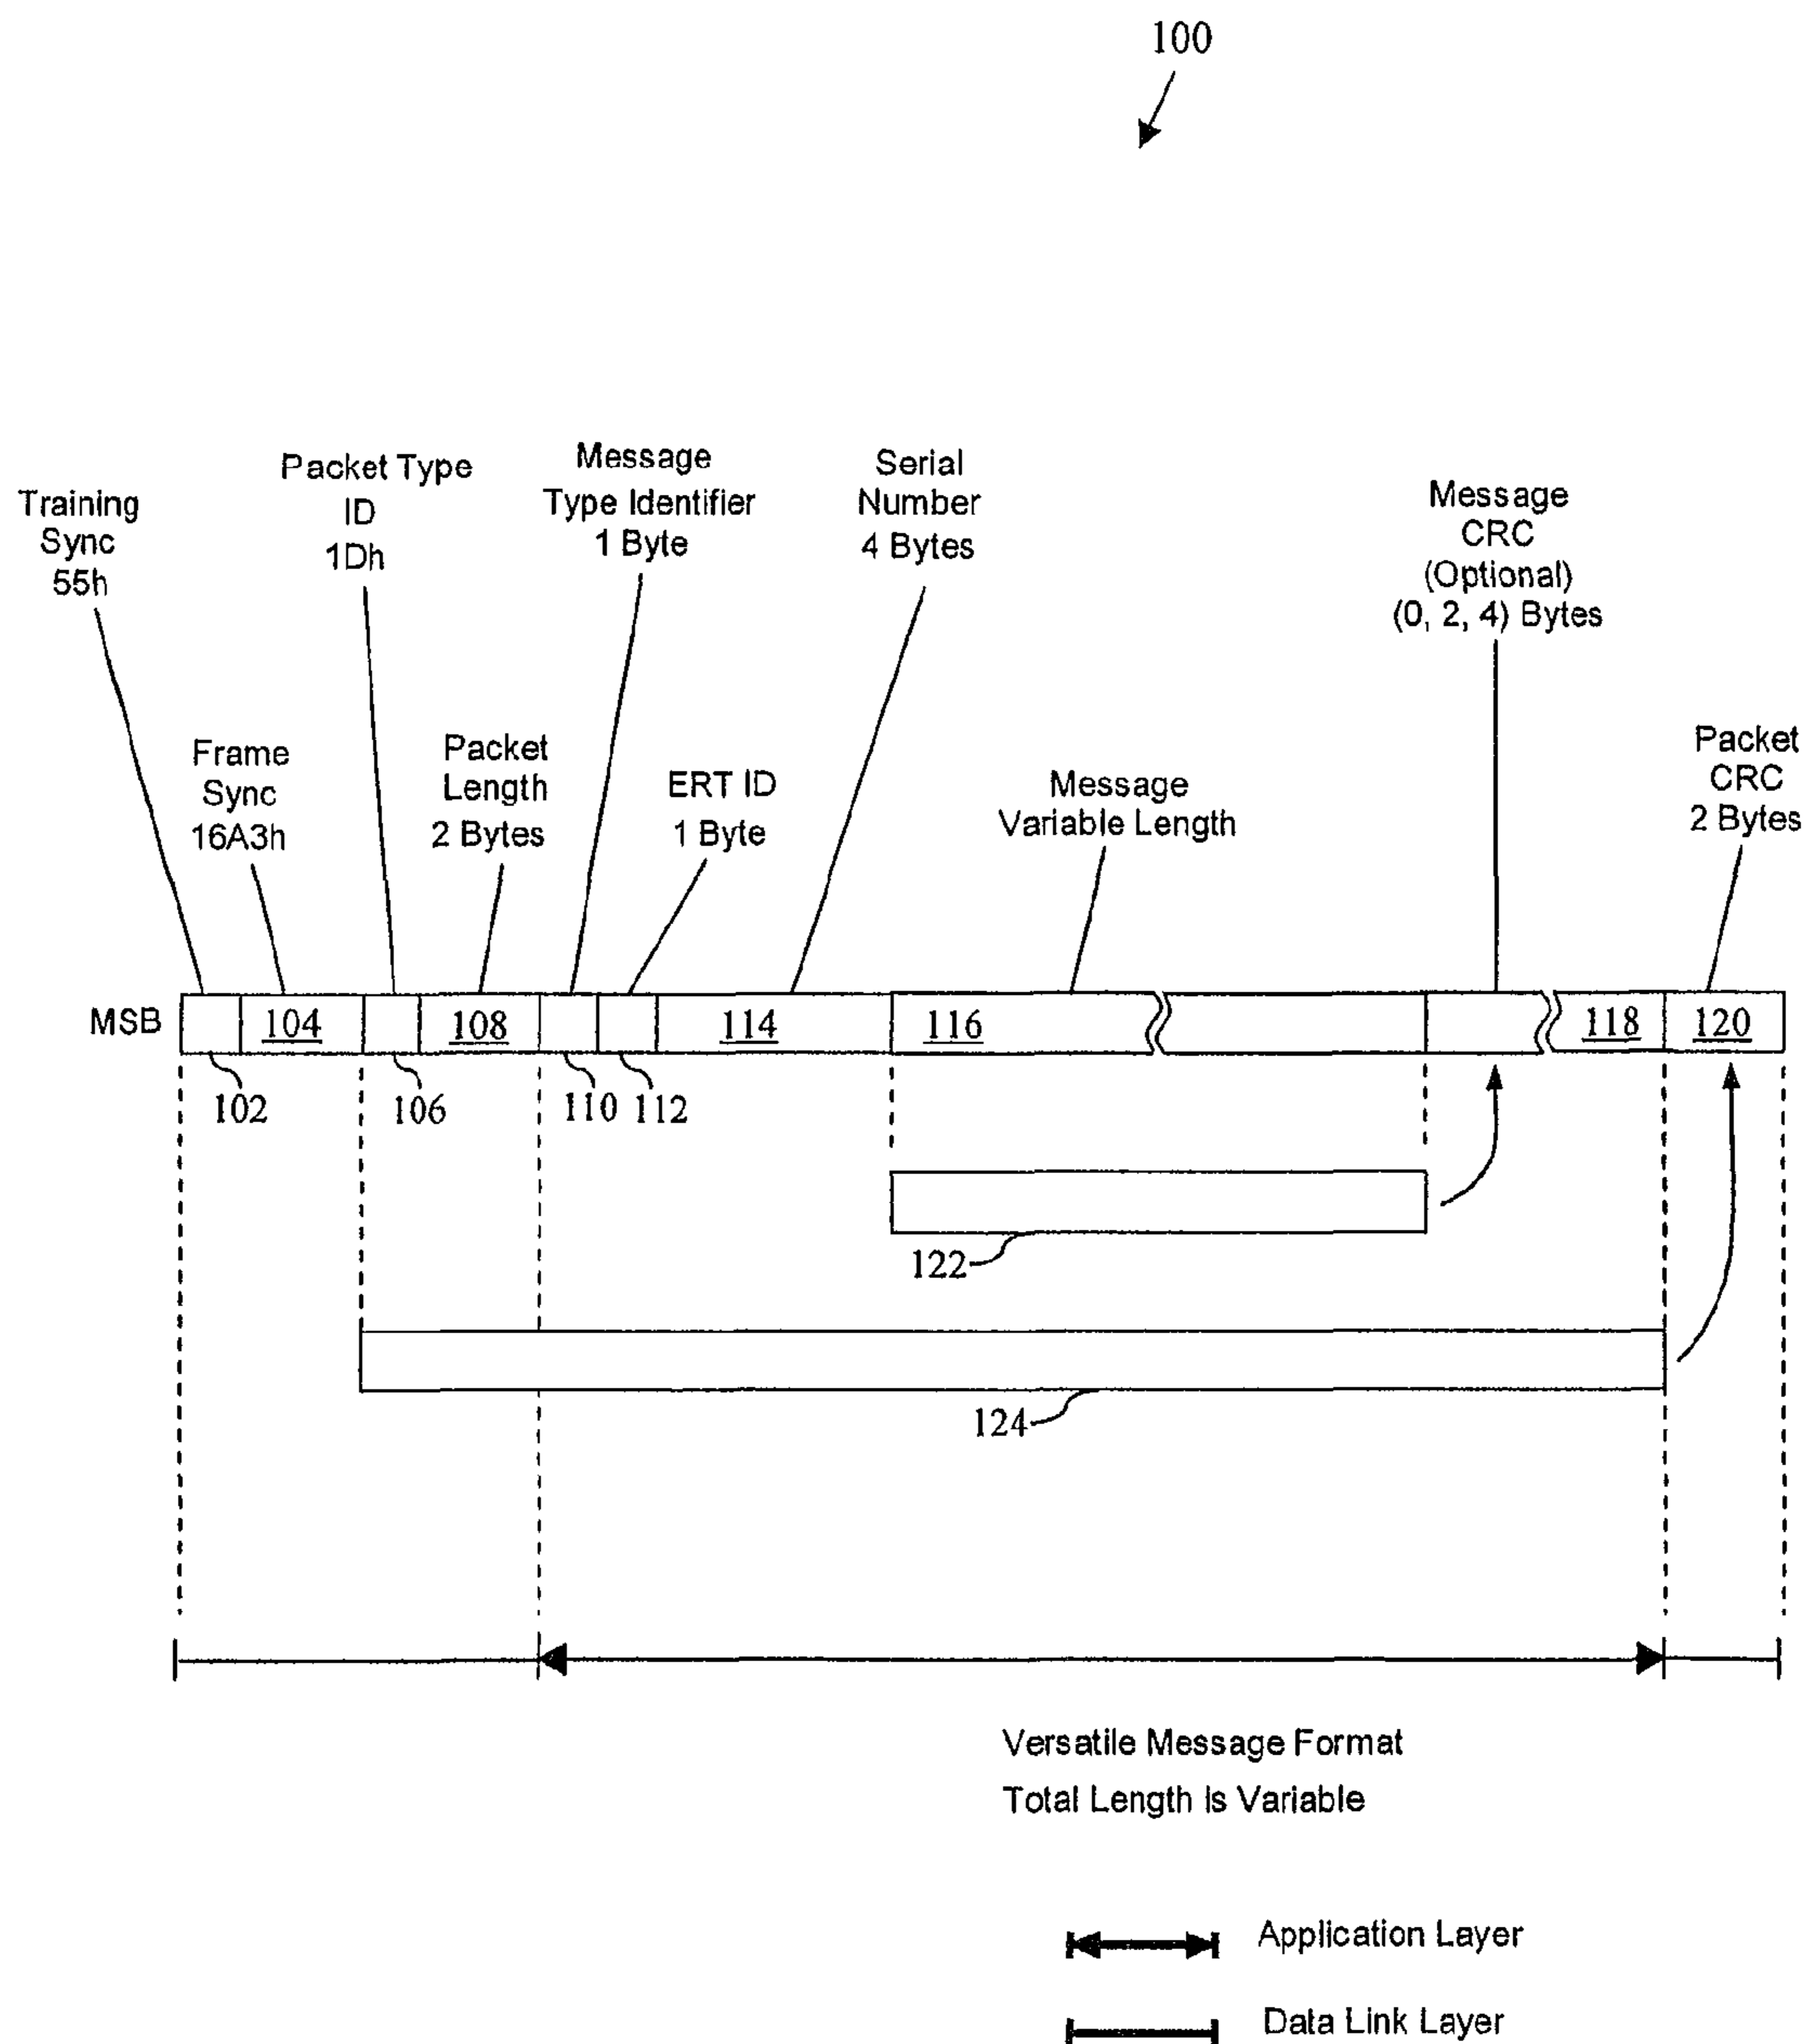 100
Training
Sync
55h
Frame
Sync
16A3h
Packet Type
ID
1Dh
Packet
Length
2 Bytes
Message
Type Identifier
1 Byte
ERT ID
1 Byte
Serial
Number
4 Bytes
Message
Variable Length
Message
CRC
(Optional)
(0, 2, 4) Bytes
Packet
CRC
2 Bytes
MSB
104
108
114
116
118
120
102
106
110
112
122
124
Versatile Message Format
Total Length Is Variable
Application Layer
Data Link Layer